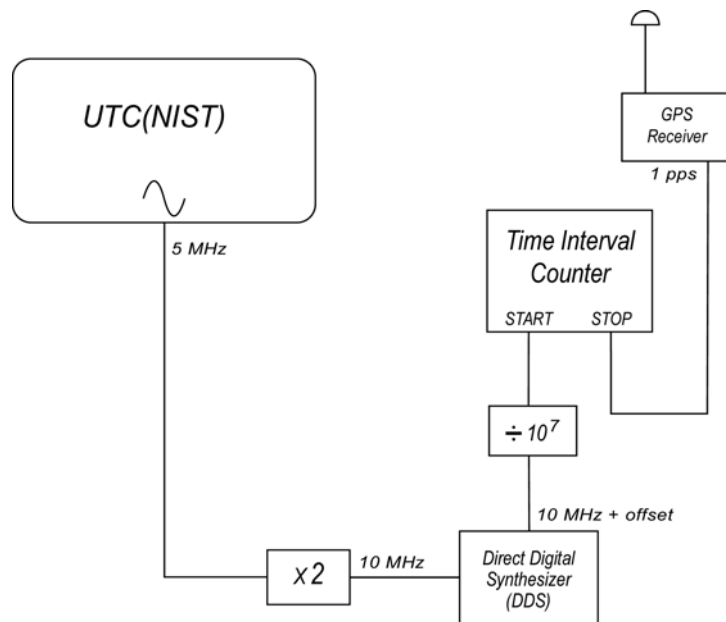 UTC(NIST)
5 MHz
GPS
Receiver
1 pps
Time Interval
Counter
START STOP
÷ 10⁷
10 MHz + offset
X2
10 MHz
Direct Digital
Synthesizer
(DDS)